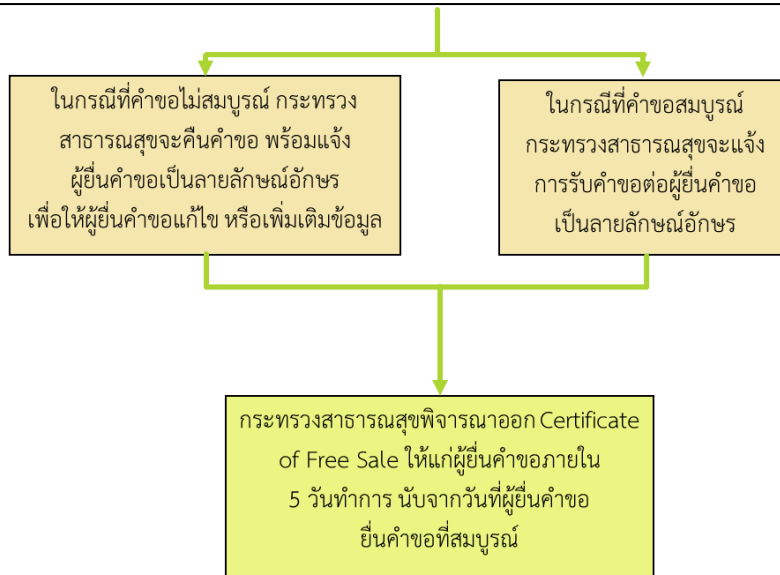 ในกรณีที่คำขอไม่สมบูรณ์ กระทรวง
สาธารณสุขจะคืนคำขอ พร้อมแจ้ง
ผู้ยื่นคำขอเป็นลายลักษณ์อักษร
เพื่อให้ผู้ยื่นคำขอแก้ไข หรือเพิ่มเติมข้อมูล
ในกรณีที่คำขอสมบูรณ์
กระทรวงสาธารณสุขจะแจ้ง
การรับคำขอต่อผู้ยื่นคำขอ
เป็นลายลักษณ์อักษร
กระทรวงสาธารณสุขพิจารณาออก Certificate
of Free Sale ให้แก่ผู้ยื่นคำขอภายใน
5 วันทำการ นับจากวันที่ผู้ยื่นคำขอ
ยื่นคำขอที่สมบูรณ์